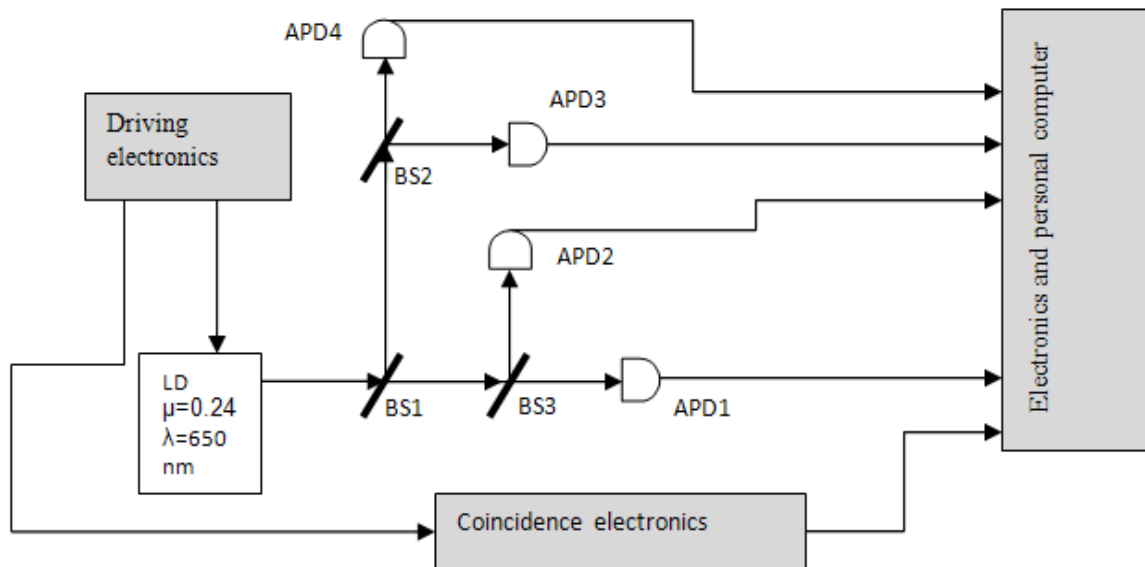 APD4
Driving
electronics
APD3
BS2
APD2
LD
μ=0.24
λ=650
nm
BS1
BS3
APD1
Coincidence electronics
Electronics and personal computer